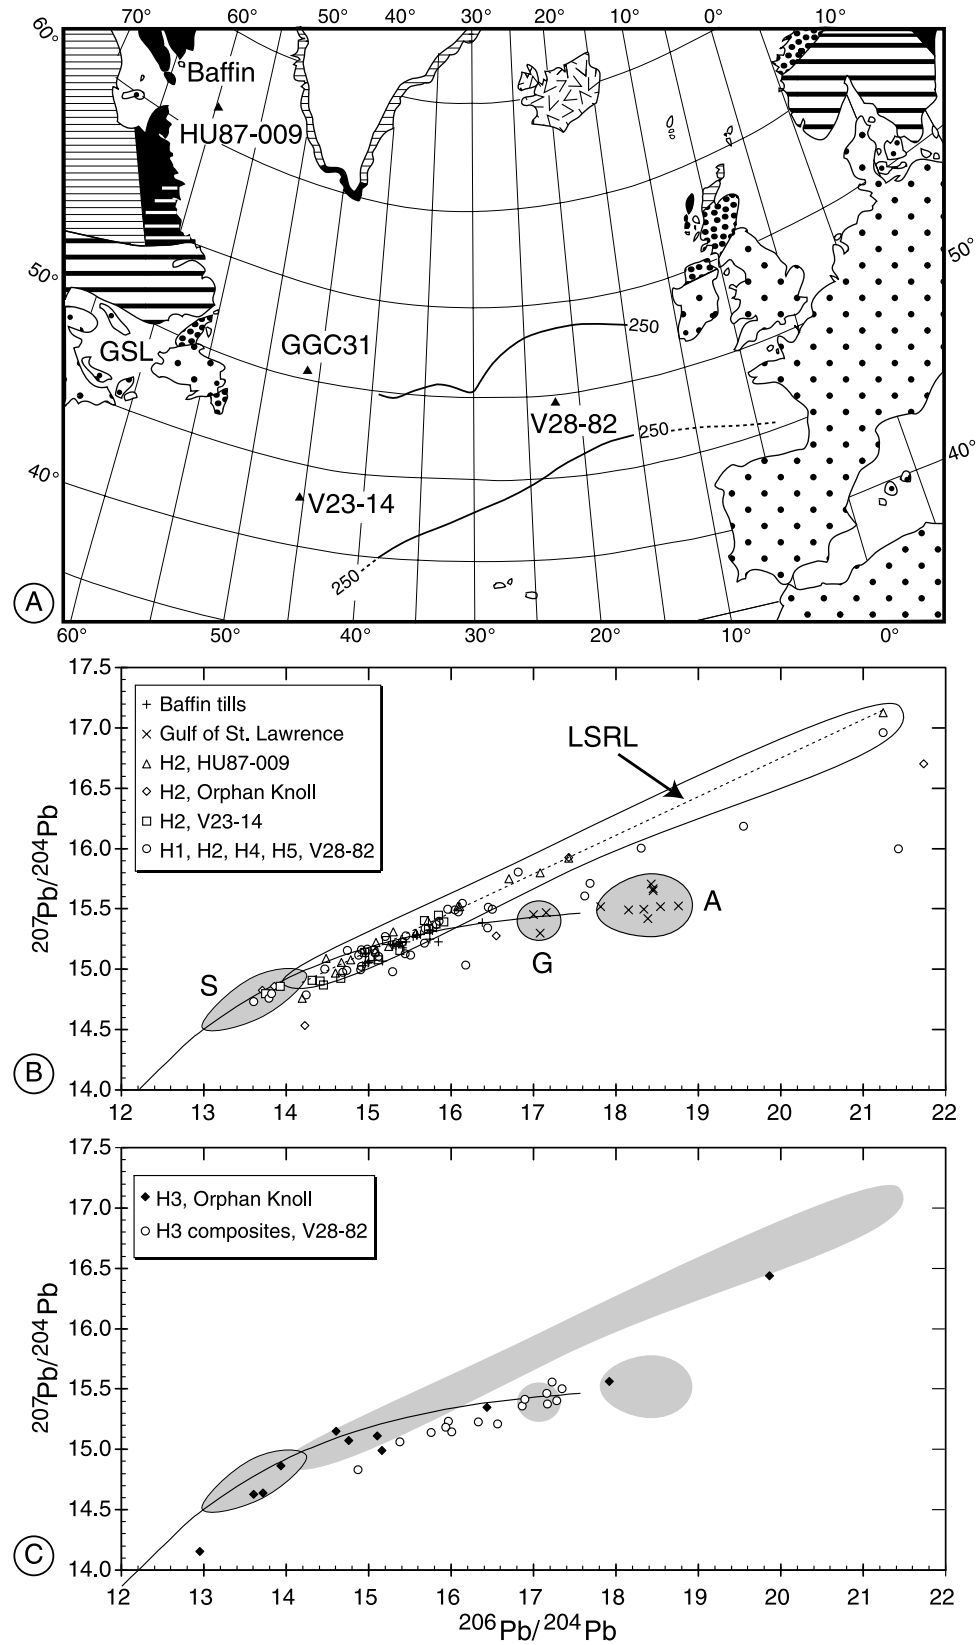 70° 60° 50° 40° 30° 20° 10° 0° 10°
60°
Baffin
HU87-009
50°
50°
250
GSL
GGC31
V28-82
250
40°
40°
V23-14
250
A
60° 50° 40° 30° 20° 10° 0°
17.5
Baffin tills
17.0
Gulf of St. Lawrence
LSRL
H2, HU87-009
16.5
H2, Orphan Knoll
H2, V23-14
16.0
H1, H2, H4, H5, V28-82
207Pb/204Pb
15.5
A
G
15.0
S
14.5
B
14.0
12 13 14 15 16 17 18 19 20 21 22
17.5
H3, Orphan Knoll
17.0
H3 composites, V28-82
16.5
16.0
207Pb/204Pb
15.5
15.0
14.5
C
14.0
12 13 14 15 16 17 18 19 20 21 22
206Pb/204Pb